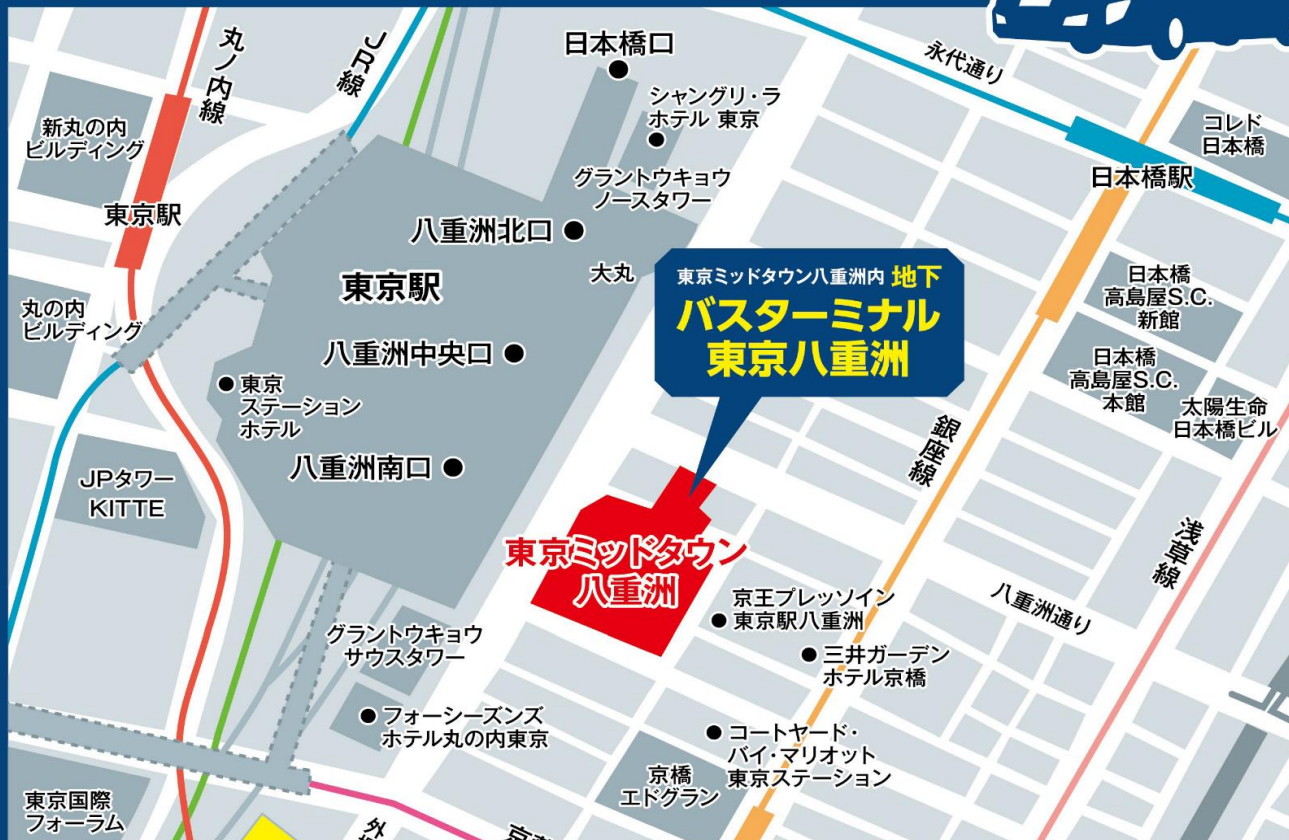 日本橋口
丸ノ内線
JR線
永代通り
シャングリ・ラ
ホテル 東京
コレド
日本橋
新丸の内
ビルディング
グラントウキョウ
ノースタワー
日本橋駅
東京駅
八重洲北口
東京駅
大丸
東京ミッドタウン八重洲内 地下
バスターミナル
東京八重洲
日本橋
高島屋S.C.
新館
丸の内
ビルディング
八重洲中央口
日本橋
高島屋S.C.
本館
東京
ステーション
ホテル
太陽生命
日本橋ビル
銀座線
八重洲南口
JPタワー
KITTE
浅草線
東京ミッドタウン
八重洲
京王プレッソイン
東京駅八重洲
八重洲通り
グラントウキョウ
サウスタワー
三井ガーデン
ホテル京橋
フォーシーズンズ
ホテル丸の内東京
コートヤード・
バイ・マリオット
東京ステーション
京橋
エドグラン
東京国際
フォーラム
外